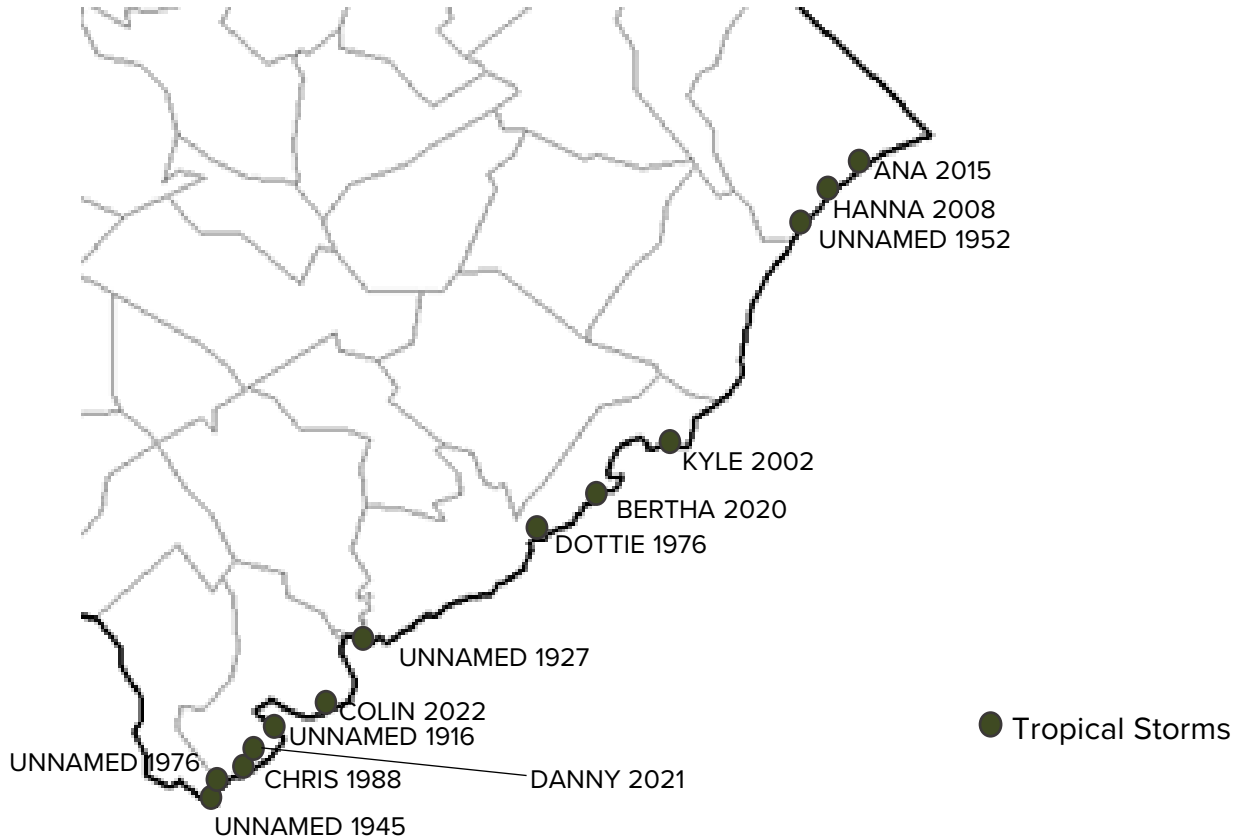 ANA 2015
HANNA 2008
UNNAMED 1952
KYLE 2002
BERTHA 2020
DOTTIE 1976
UNNAMED 1927
COLIN 2022
UNNAMED 1916
Tropical Storms
UNNAMED 1976
CHRIS 1988
DANNY 2021
UNNAMED 1945